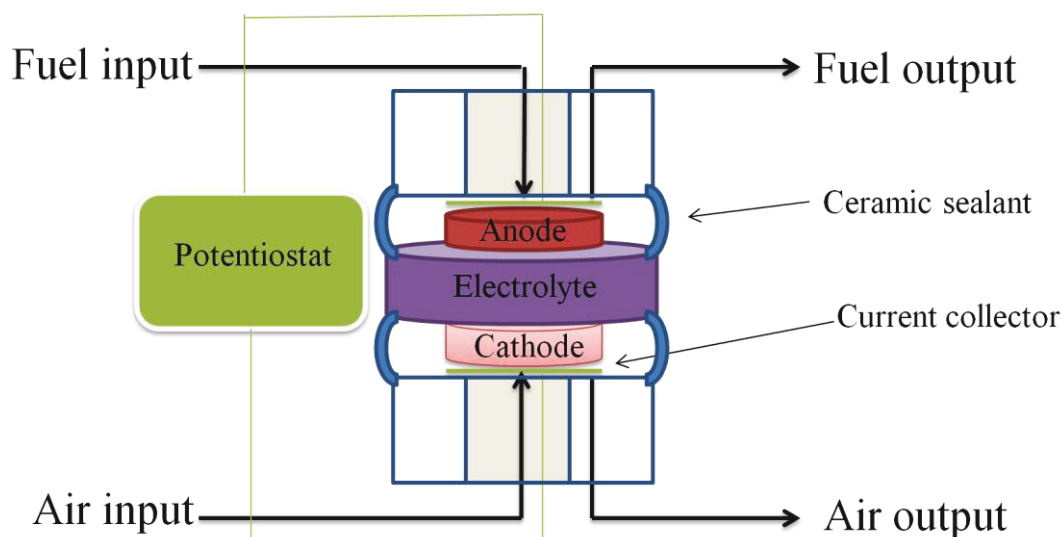 Fuel input
Fuel output
Ceramic sealant
Anode
Potentiostat
Electrolyte
Current collector
Cathode
Air input
Air output